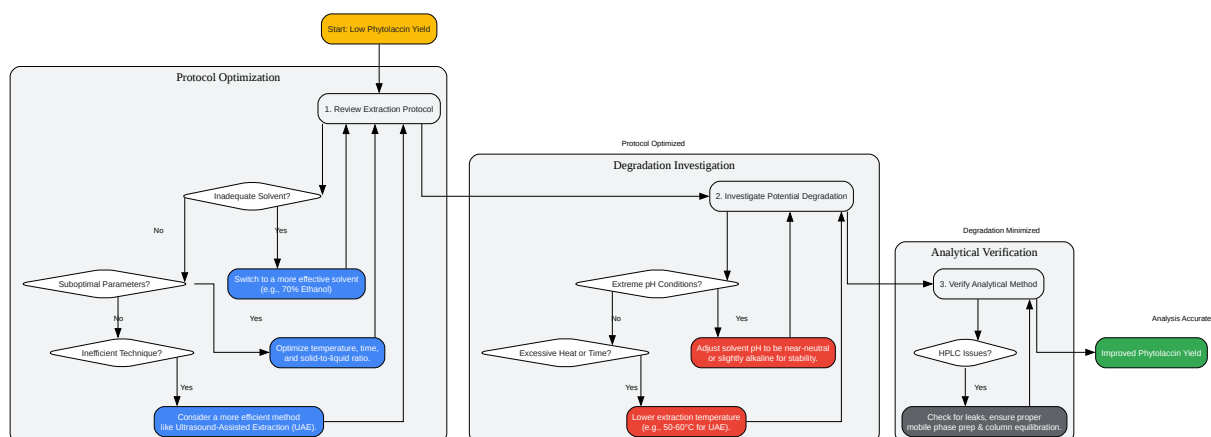 Start: Low Phytolaccin Yield
Protocol Optimization
1. Review Extraction Protocol
Inadequate Solvent?
No
Yes
Suboptimal Parameters?
Switch to a more effective solvent
(e.g., 70% Ethanol)
No
Yes
Inefficient Technique?
Optimize temperature, time,
and solid-to-liquid ratio.
Yes
Consider a more efficient method
like Ultrasound-Assisted Extraction (UAE).
Protocol Optimized
Degradation Investigation
2. Investigate Potential Degradation
Extreme pH Conditions?
No
Yes
Excessive Heat or Time?
Adjust solvent pH to be near-neutral
or slightly alkaline for stability.
Yes
Lower extraction temperature
(e.g., 50-60°C for UAE).
Degradation Minimized
Analytical Verification
3. Verify Analytical Method
HPLC Issues?
Yes
Check for leaks, ensure proper
mobile phase prep & column equilibration.
Analysis Accurate
Improved Phytolaccin Yield